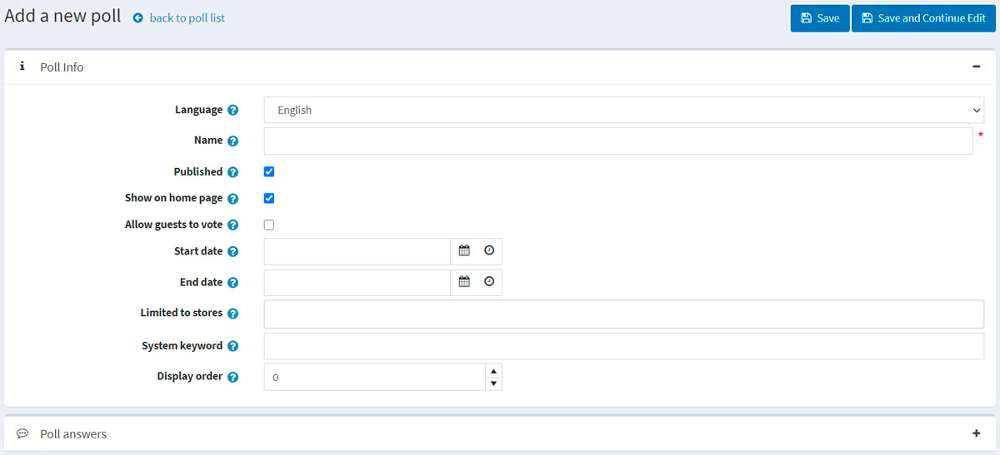 Add a new poll back to poll list Save Save and Continue Edit
Poll Info
Language English
Name *
Published
Show on home page
Allow guests to vote
Start date
End date
Limited to stores
System keyword
Display order 0
Poll answers